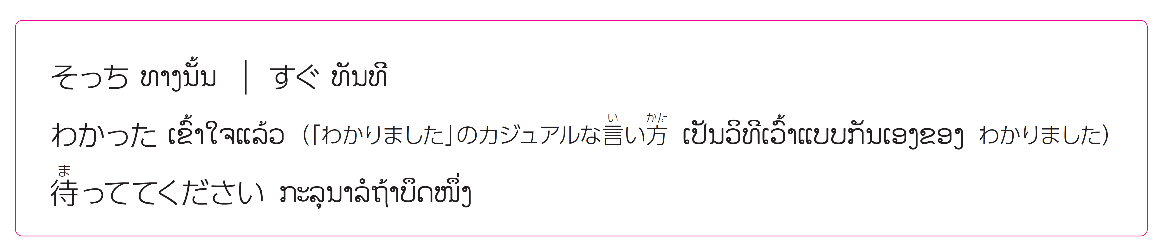 そっち ທາງນັ້ນ | すぐ ທັນທີ
わかった ເຂົ້າໃຈແລ້ວ (「わかりました」のカジュアルな言い方 ເປັນວິທີເວົ້າແບບກັນເອງຂອງ わかりました)
待っててください ກະລຸນາລໍຖ້າບຶດໜຶ່ງ